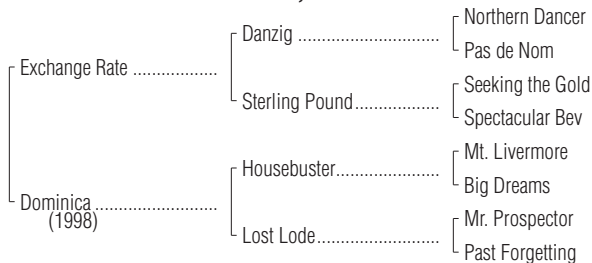 Northern Dancer
Danzig ..............................
Pas de Nom
Exchange Rate ..................
Seeking the Gold
Sterling Pound..................
Spectacular Bev
Mt. Livermore
Housebuster......................
Big Dreams
Dominica ..........................
(1998)
Mr. Prospector
Lost Lode..........................
Past Forgetting